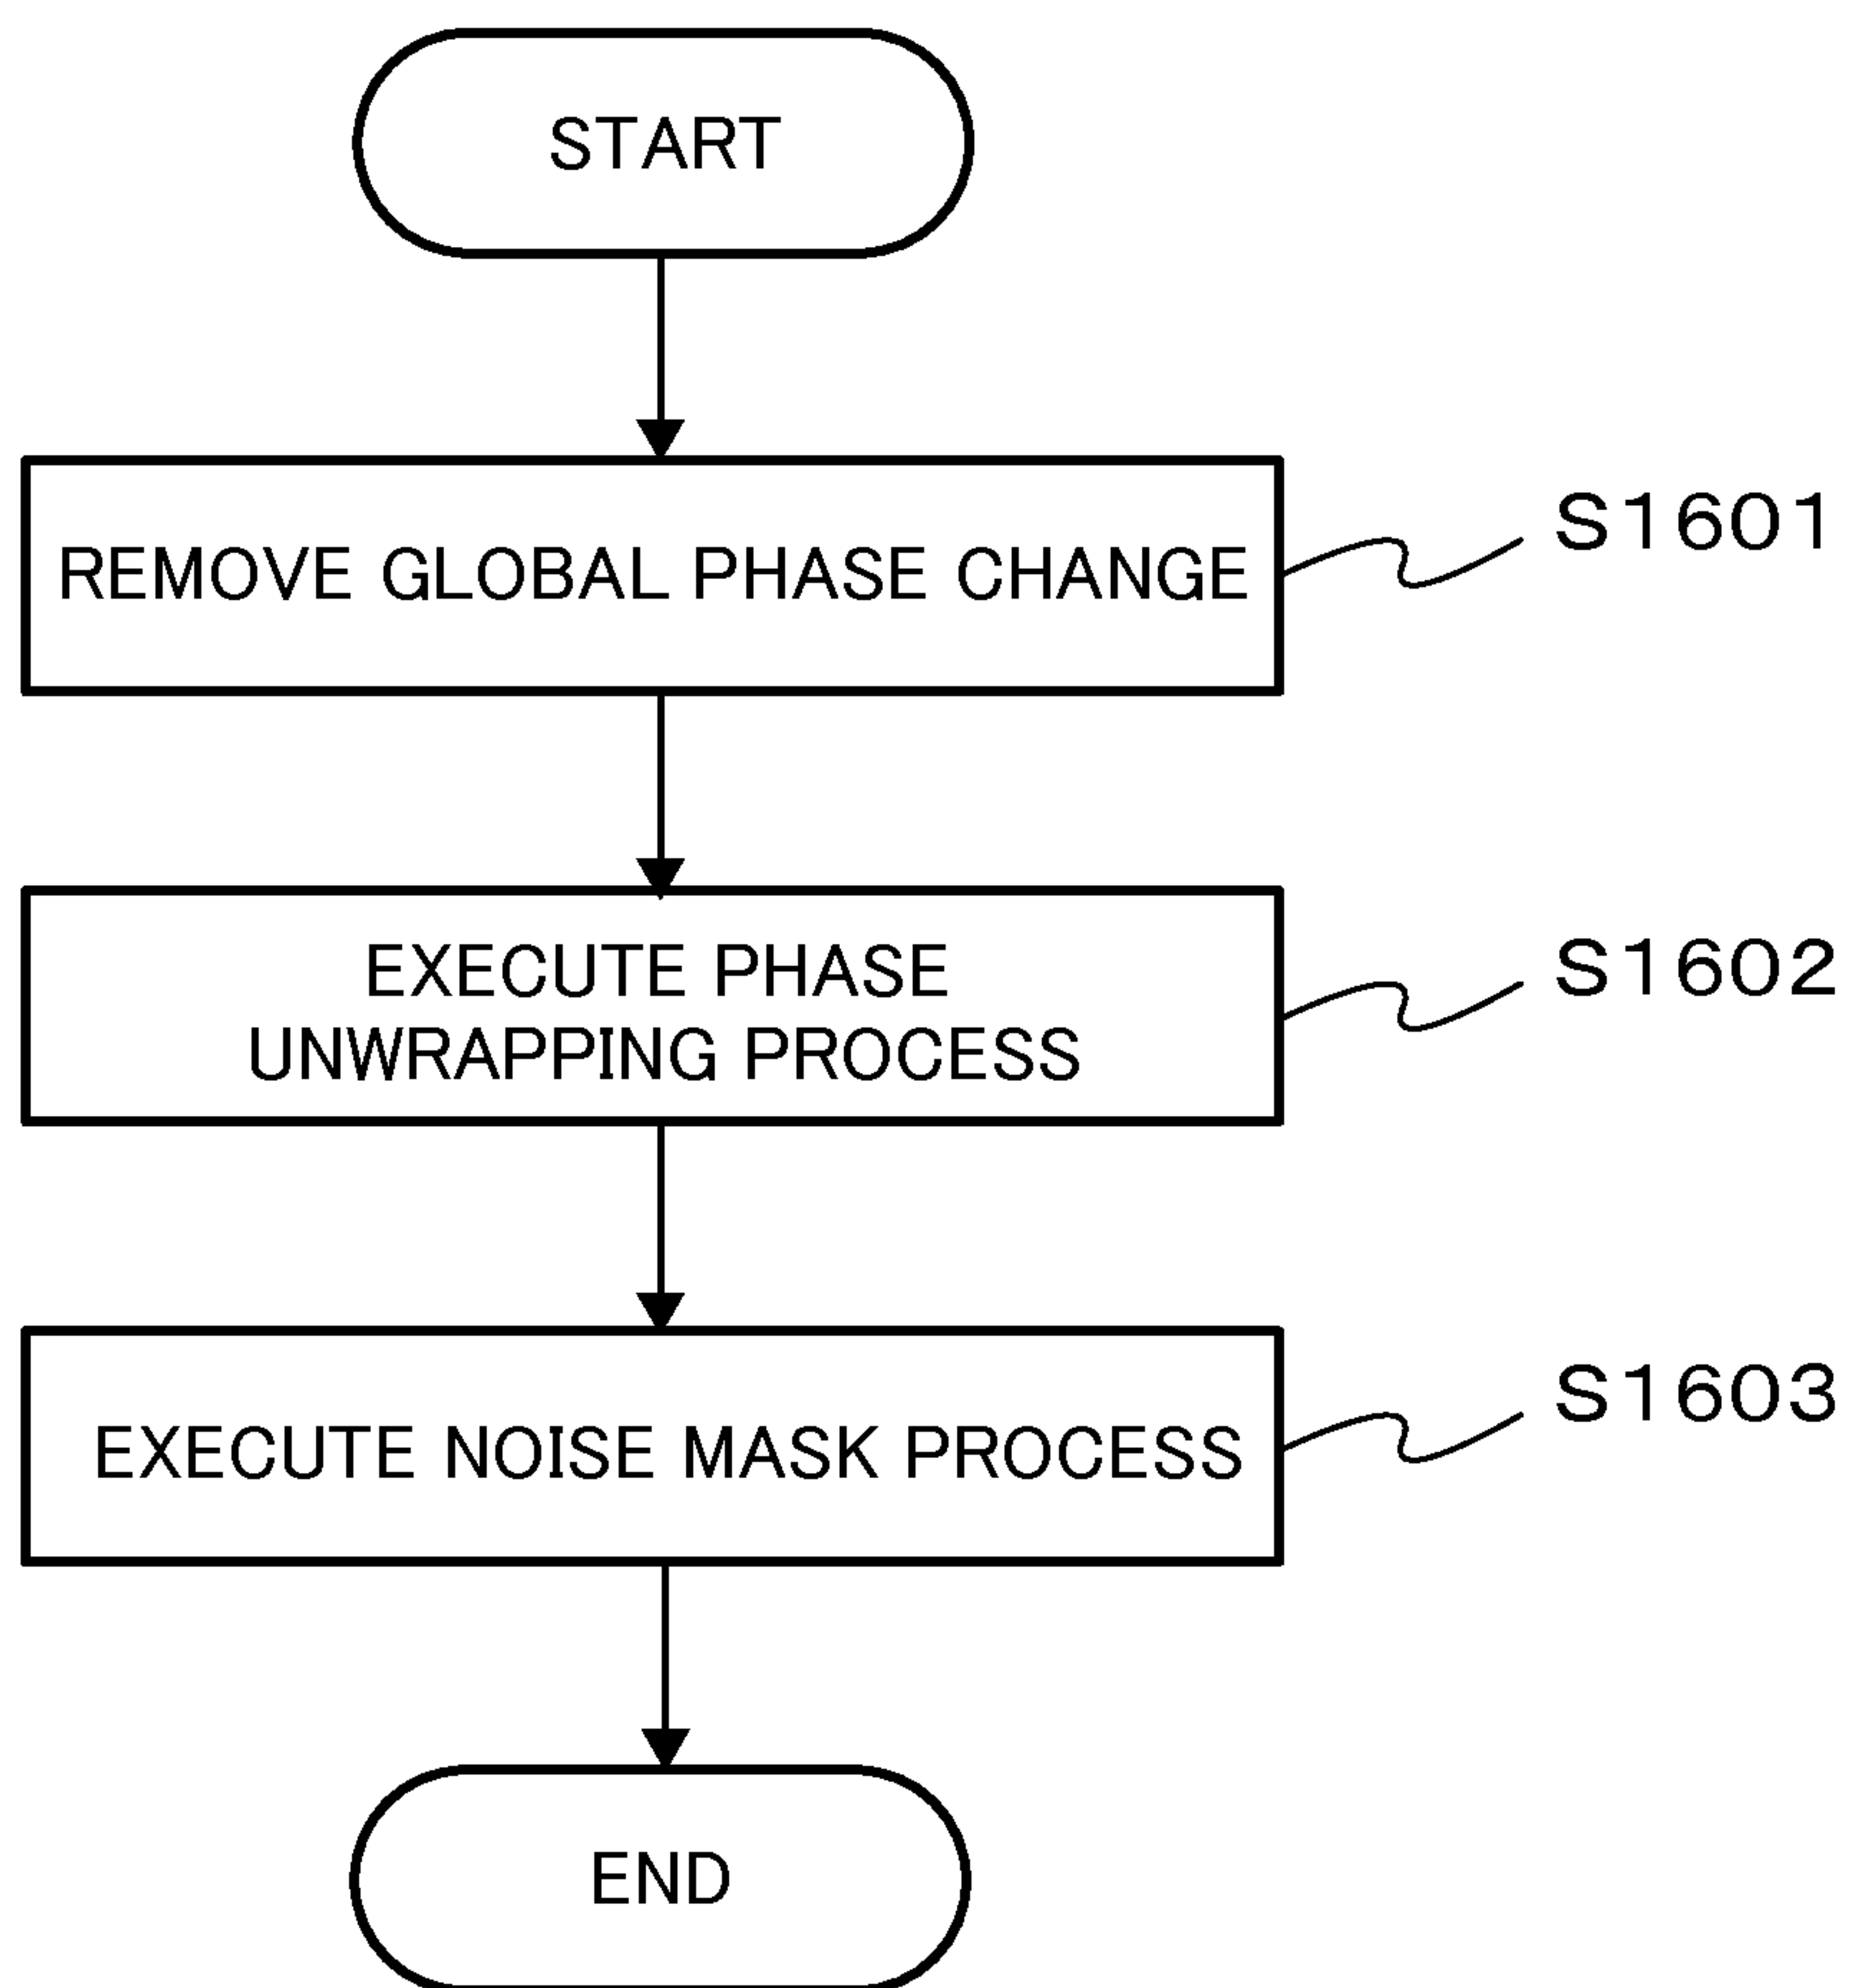 START
REMOVE GLOBAL PHASE CHANGE
S1601
EXECUTE PHASE
UNWRAPPING PROCESS
S1602
EXECUTE NOISE MASK PROCESS
S1603
END